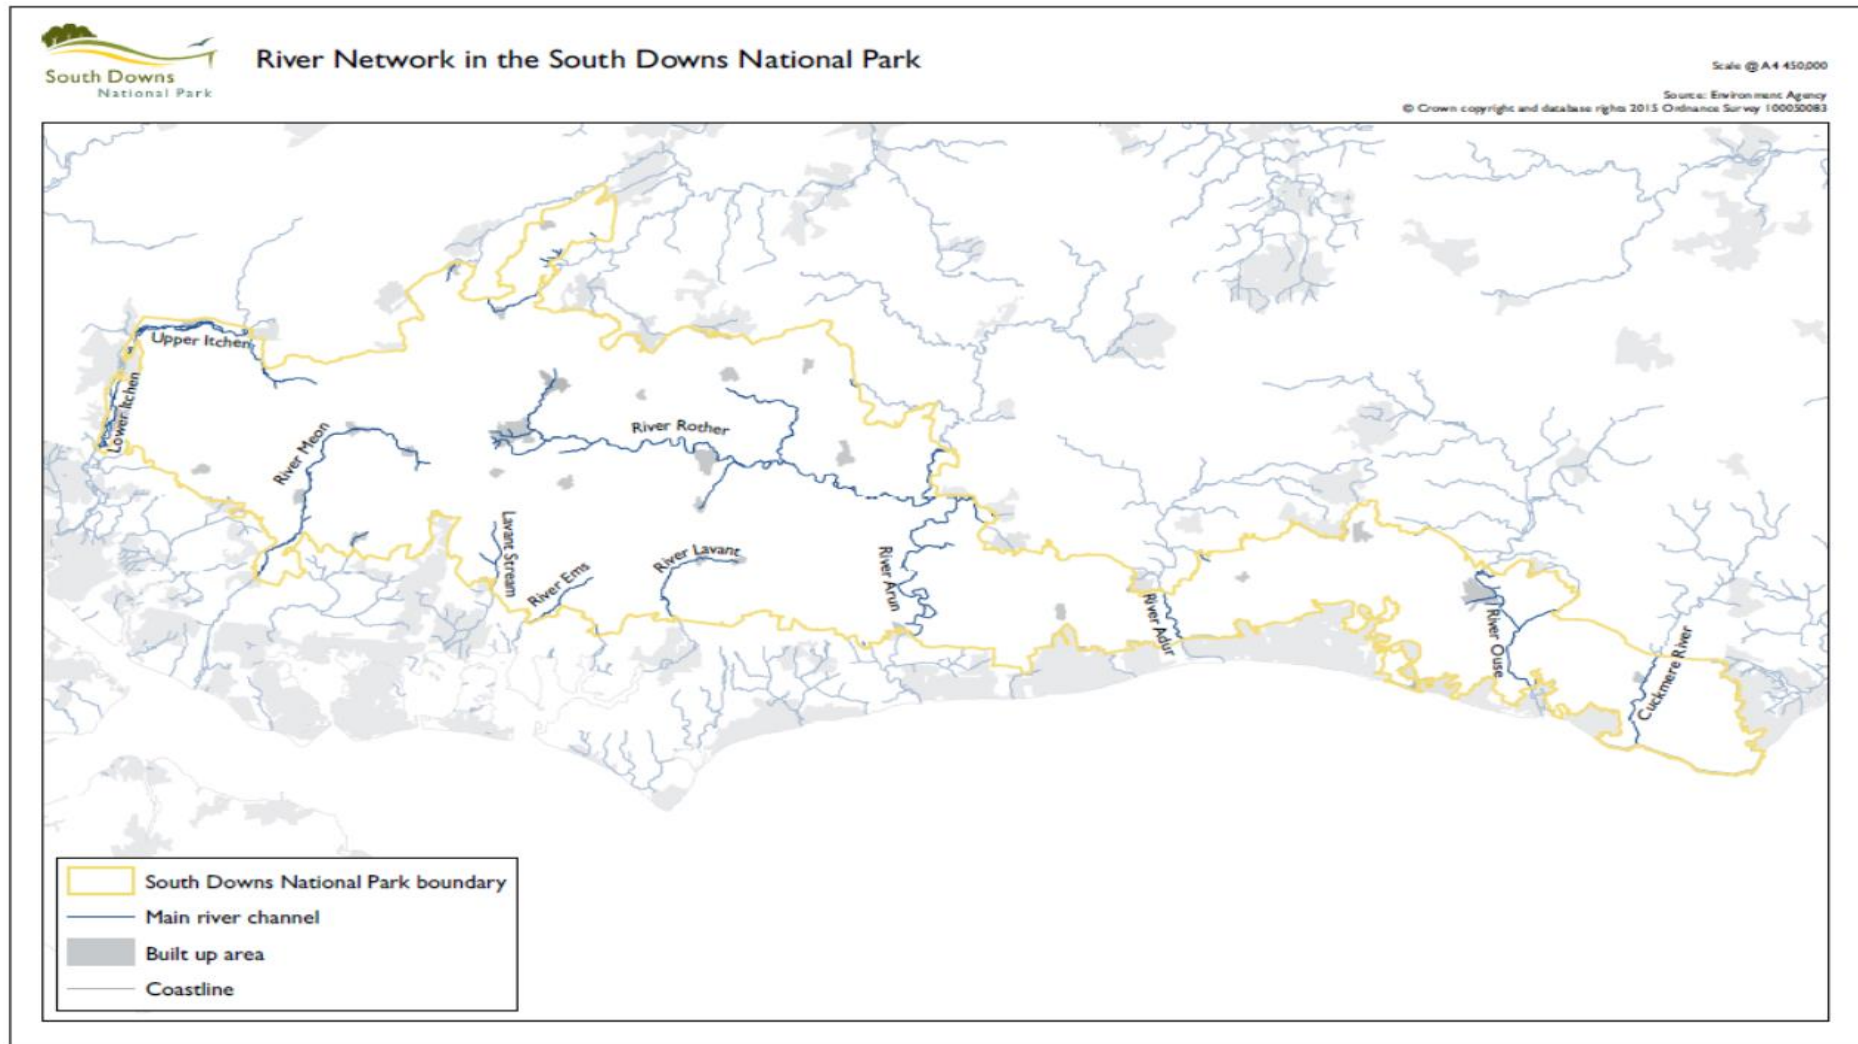 South Downs
National Park
River Network in the South Downs National Park
Scale @ A4 450,000
Source: Environment Agency
© Crown copyright and database rights 2015 Ordnance Survey 100050083
Upper Itchen
Lower Itchen
River Meon
River Rother
Lavant Stream
River Ems
River Lavant
River Arun
River Adur
River Ouse
Cuckmere River
South Downs National Park boundary
Main river channel
Built up area
Coastline